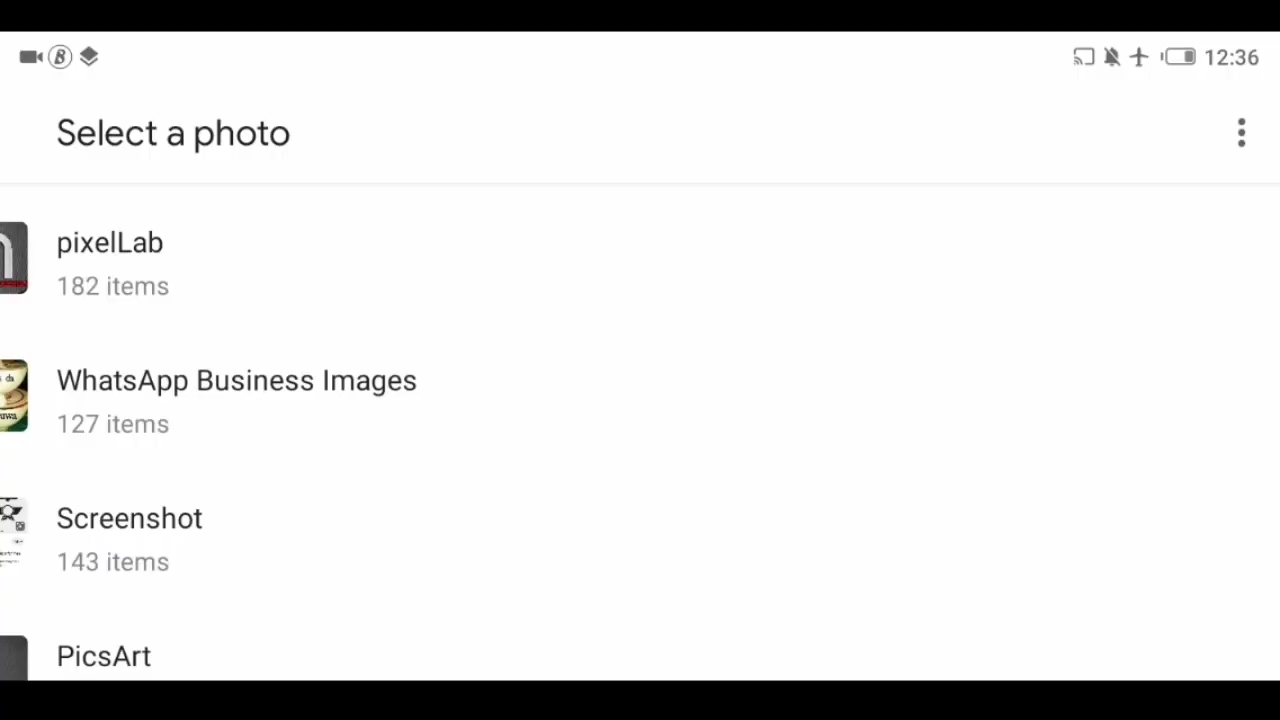 12:36
Select a photo
pixelLab
182 items
WhatsApp Business Images
127 items
Screenshot
143 items
PicsArt